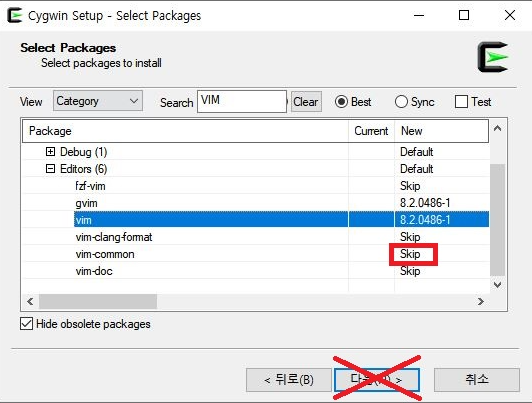 Cygwin Setup - Select Packages
Select Packages
Select packages to install
View Category Search VIM Clear Best Sync Test
Package Current New
Debug (1) Default
Editors (6) Default
fzf-vim Skip
gvim 8.2.0486-1
vim 8.2.0486-1
vim-clang-format Skip
vim-common Skip
vim-doc Skip
Hide obsolete packages
< 뒤로(B) > 취소